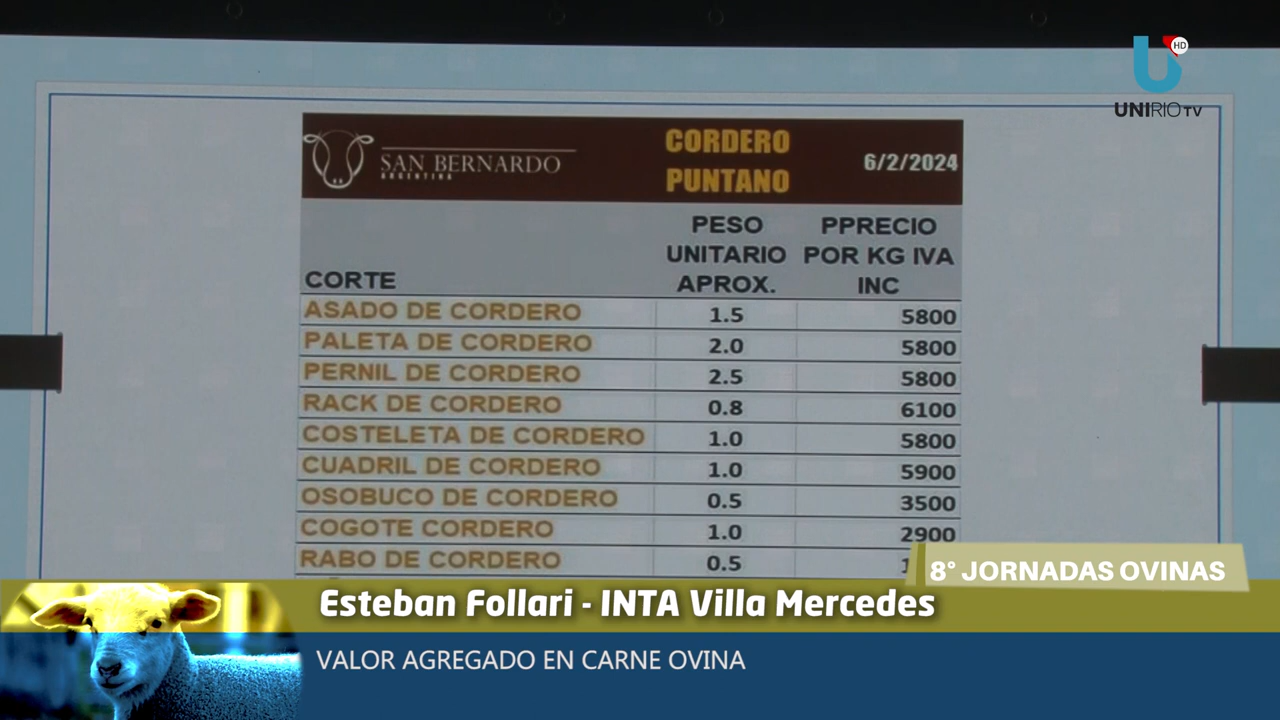 HD
UNIRIO TV
SAN BERNARDO
ARGENTINA
CORDERO
PUNTANO
6/2/2024
CORTE
PESO
UNITARIO
APROX.
PPRECIO
POR KG IVA
INC
ASADO DE CORDERO 1.5 5800
PALETA DE CORDERO 2.0 5800
PERNIL DE CORDERO 2.5 5800
RACK DE CORDERO 0.8 6100
COSTELETA DE CORDERO 1.0 5800
CUADRIL DE CORDERO 1.0 5900
OSOBUCO DE CORDERO 0.5 3500
COGOTE CORDERO 1.0 2900
RABO DE CORDERO 0.5
8° JORNADAS OVINAS
Esteban Follari - INTA Villa Mercedes
VALOR AGREGADO EN CARNE OVINA